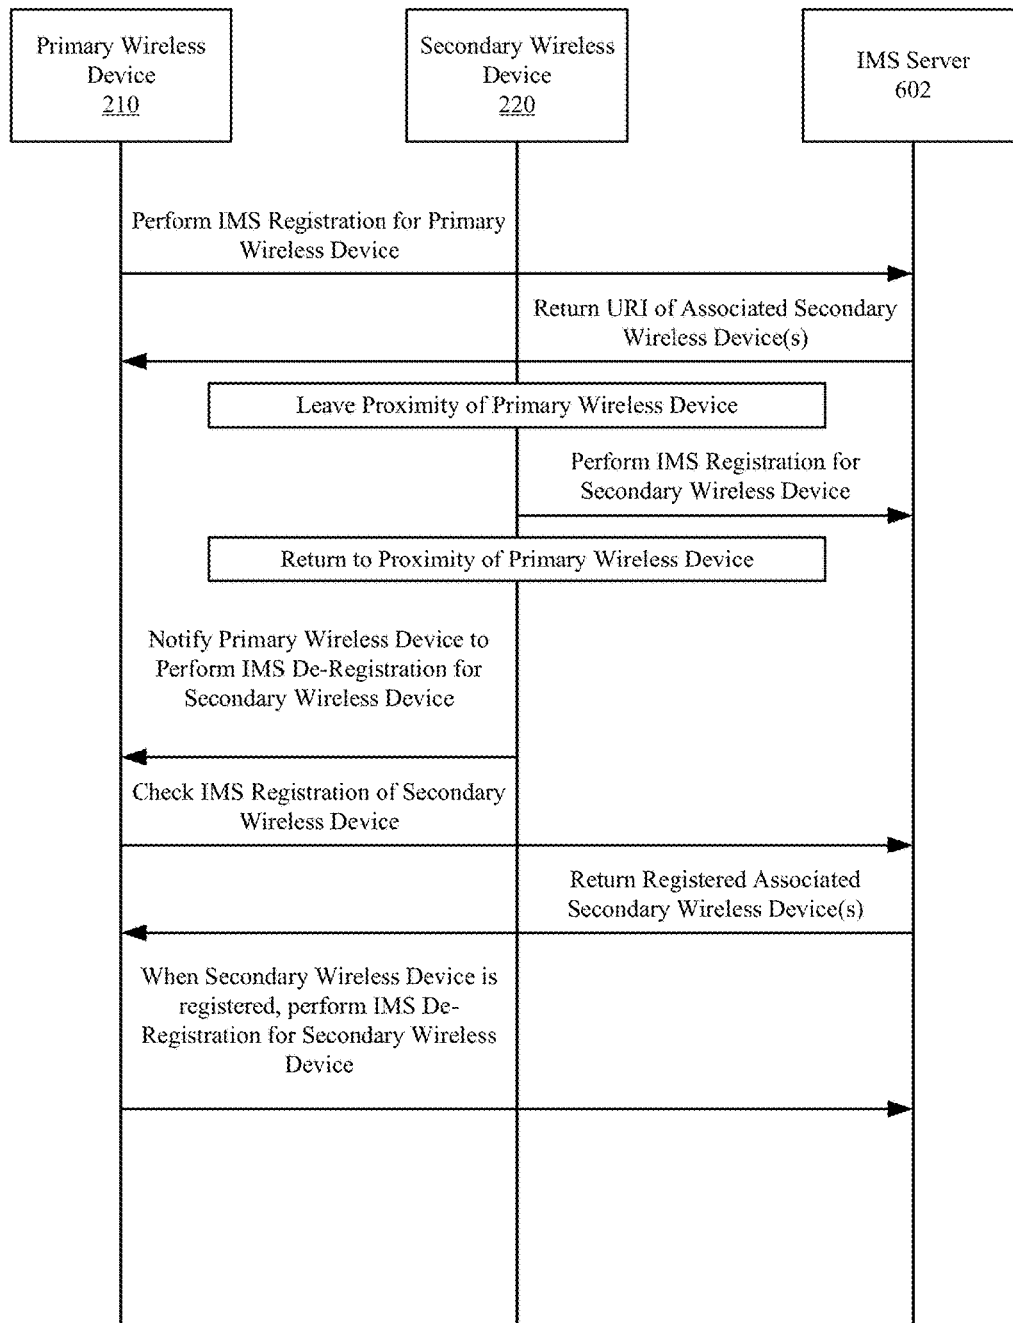 Primary Wireless
Device
210
Secondary Wireless
Device
220
IMS Server
602
Perform IMS Registration for Primary
Wireless Device
Return URI of Associated Secondary
Wireless Device(s)
Leave Proximity of Primary Wireless Device
Perform IMS Registration for
Secondary Wireless Device
Return to Proximity of Primary Wireless Device
Notify Primary Wireless Device to
Perform IMS De-Registration for
Secondary Wireless Device
Check IMS Registration of Secondary
Wireless Device
Return Registered Associated
Secondary Wireless Device(s)
When Secondary Wireless Device is
registered, perform IMS De-
Registration for Secondary Wireless
Device